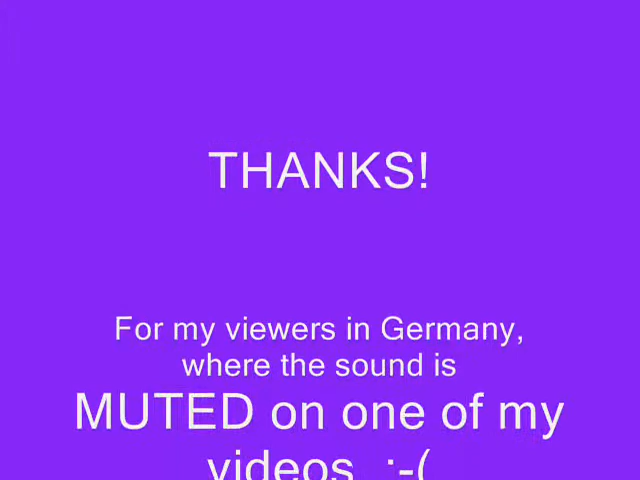 THANKS!
For my viewers in Germany,
where the sound is
MUTED on one of my
videos. :-(